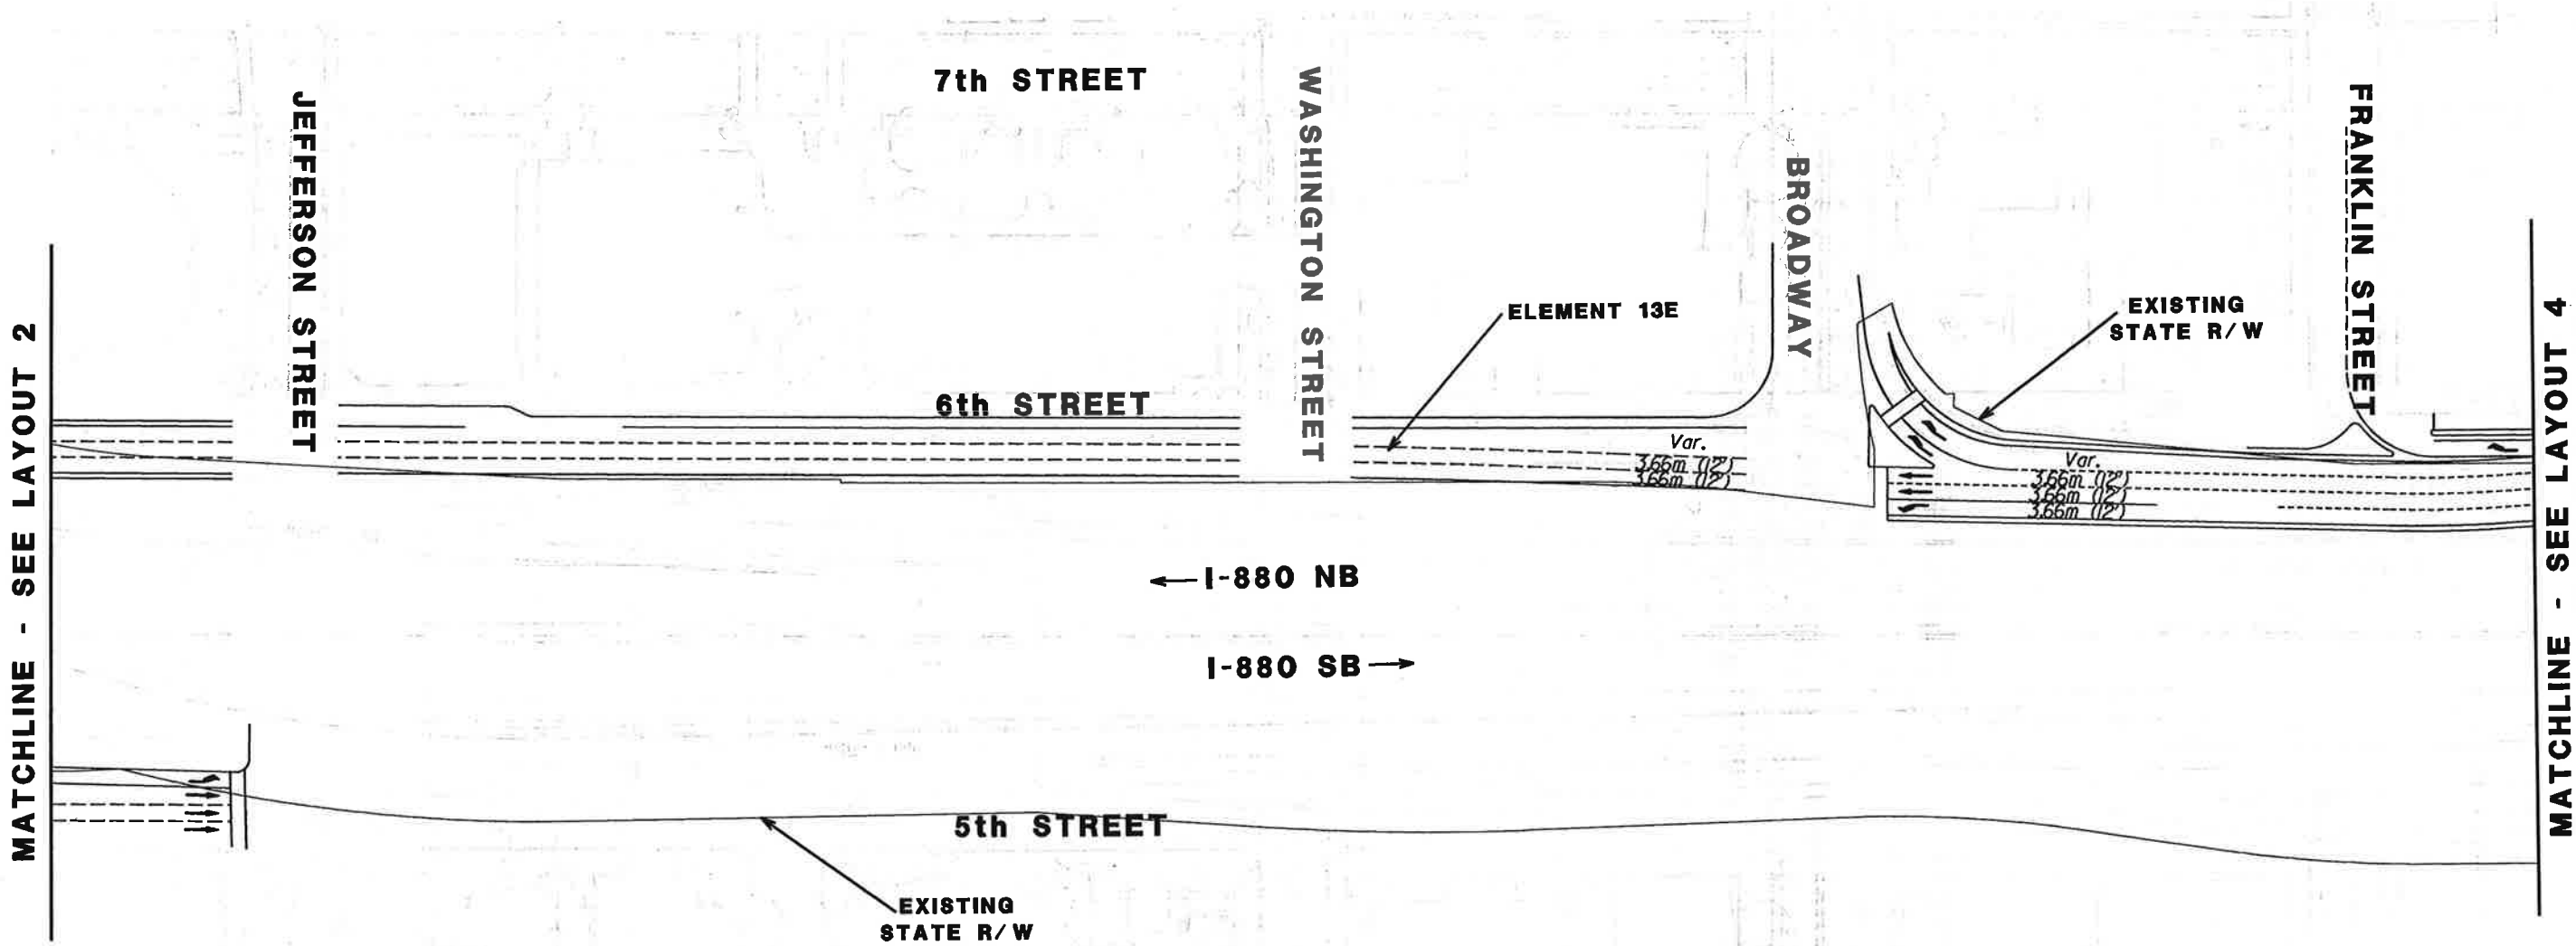 7th STREET
JEFFERSON STREET
WASHINGTON STREET
BROADWAY
FRANKLIN STREET
ELEMENT 13E
EXISTING
STATE R/W
6th STREET
Var.
3.66m (12')
3.66m (12')
Var.
3.66m (12')
3.66m (12')
3.66m (12')
MATCHLINE - SEE LAYOUT 2
MATCHLINE - SEE LAYOUT 4
I-880 NB
I-880 SB
5th STREET
EXISTING
STATE R/W